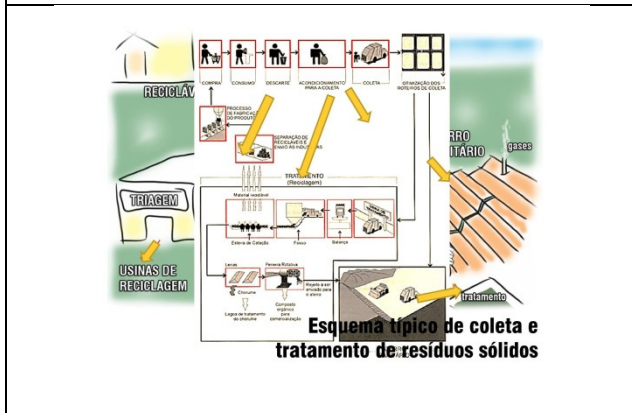 COMPRA
CONSUMO
DESCARTE
ACONDICIONAMENTO
PARA A COLETA
COLETA
OTIMIZAÇÃO DOS
ROTEIROS DE COLETA
RECICLÁV
PROCESSO
DE FABRICAÇ
DO PRODUTO
SEPARAÇÃO DE
RECICLÁVEIS E
ENVIO ÀS INDÚSTRIAS
RRO
ITÁRIO
gases
TRATAMENTO
(Reciclagem)
Material reciclável
TRIAGEM
Esteira de Catação
Fosso
Balança
USINAS DE
RECICLAGEM
Leiras
Peneira Rotativa
Chorume
Rejeito a ser
enviado para
o aterro
Lagoa de tratamento
do chorume
Composto
orgânico
para
comercialização
tratamento
Esquema típico de coleta e
tratamento de resíduos sólidos